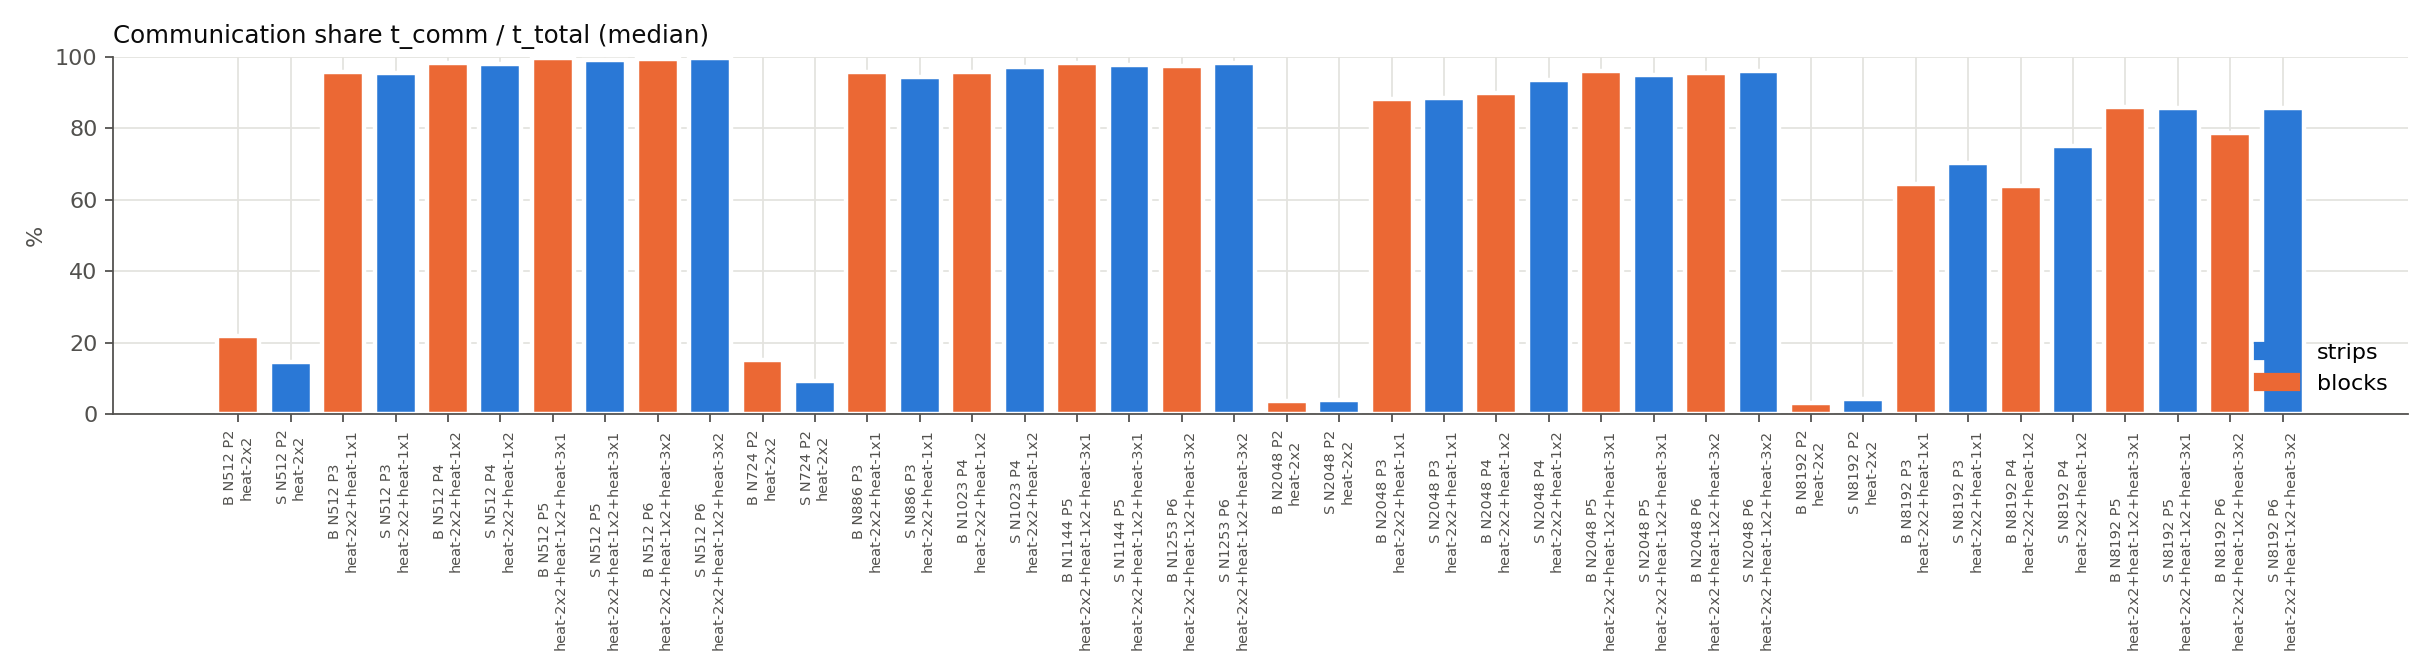 Communication share t_comm / t_total (median)
%
100
80
60
40
20
0
B N512 P2
heat-2x2
S N512 P2
heat-2x2
B N512 P3
heat-2x2+heat-1x1
S N512 P3
heat-2x2+heat-1x1
B N512 P4
heat-2x2+heat-1x2
S N512 P4
heat-2x2+heat-1x2
B N512 P5
heat-2x2+heat-1x2+heat-3x1
S N512 P5
heat-2x2+heat-1x2+heat-3x1
B N512 P6
heat-2x2+heat-1x2+heat-3x2
S N512 P6
heat-2x2+heat-1x2+heat-3x2
B N724 P2
heat-2x2
S N724 P2
heat-2x2
B N886 P3
heat-2x2+heat-1x1
S N886 P3
heat-2x2+heat-1x1
B N1023 P4
heat-2x2+heat-1x2
S N1023 P4
heat-2x2+heat-1x2
B N1144 P5
heat-2x2+heat-1x2+heat-3x1
S N1144 P5
heat-2x2+heat-1x2+heat-3x1
B N1253 P6
heat-2x2+heat-1x2+heat-3x2
S N1253 P6
heat-2x2+heat-1x2+heat-3x2
B N2048 P2
heat-2x2
S N2048 P2
heat-2x2
B N2048 P3
heat-2x2+heat-1x1
S N2048 P3
heat-2x2+heat-1x1
B N2048 P4
heat-2x2+heat-1x2
S N2048 P4
heat-2x2+heat-1x2
B N2048 P5
heat-2x2+heat-1x2+heat-3x1
S N2048 P5
heat-2x2+heat-1x2+heat-3x1
B N2048 P6
heat-2x2+heat-1x2+heat-3x2
S N2048 P6
heat-2x2+heat-1x2+heat-3x2
B N8192 P2
heat-2x2
S N8192 P2
heat-2x2
B N8192 P3
heat-2x2+heat-1x1
S N8192 P3
heat-2x2+heat-1x1
B N8192 P4
heat-2x2+heat-1x2
S N8192 P4
heat-2x2+heat-1x2
B N8192 P5
heat-2x2+heat-1x2+heat-3x1
S N8192 P5
heat-2x2+heat-1x2+heat-3x1
B N8192 P6
heat-2x2+heat-1x2+heat-3x2
S N8192 P6
heat-2x2+heat-1x2+heat-3x2
strips
blocks